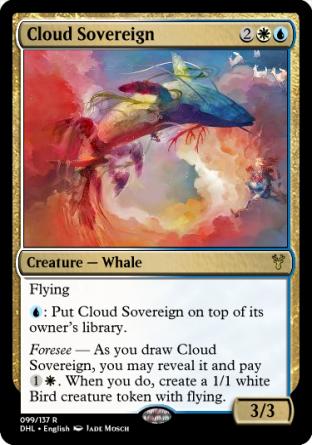 Cloud Sovereign 2
Creature — Whale
Flying
: Put Cloud Sovereign on top of its
owner's library.
Foresee — As you draw Cloud
Sovereign, you may reveal it and pay
1 . When you do, create a 1/1 white
Bird creature token with flying.
3/3
099/137 R
DHL • English Jade Mosch